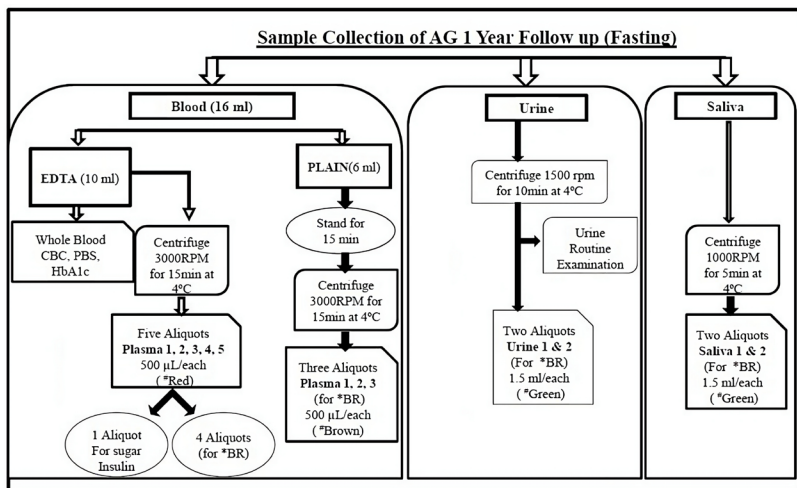 Sample Collection of AG 1 Year Follow up (Fasting)
Blood (16 ml)
EDTA (10 ml)
PLAIN(6 ml)
Whole Blood
CBC, PBS,
HbA1c
Centrifuge
3000RPM
for 15min at
4ºC
Stand for
15 min
Centrifuge
3000RPM for
15min at 4ºC
Five Aliquots
Plasma 1, 2, 3, 4, 5
500 µL/each
(#Red)
Three Aliquots
Plasma 1, 2, 3
(for *BR)
500 µL/each
(#Brown)
1 Aliquot
For sugar
Insulin
4 Aliquots
(for *BR)
Urine
Centrifuge 1500 rpm
for 10min at 4ºC
Urine
Routine
Examination
Two Aliquots
Urine 1 & 2
(For *BR)
1.5 ml/each
(#Green)
Saliva
Centrifuge
1000RPM
for 5min at
4ºC
Two Aliquots
Saliva 1 & 2
(For *BR)
1.5 ml/each
(#Green)